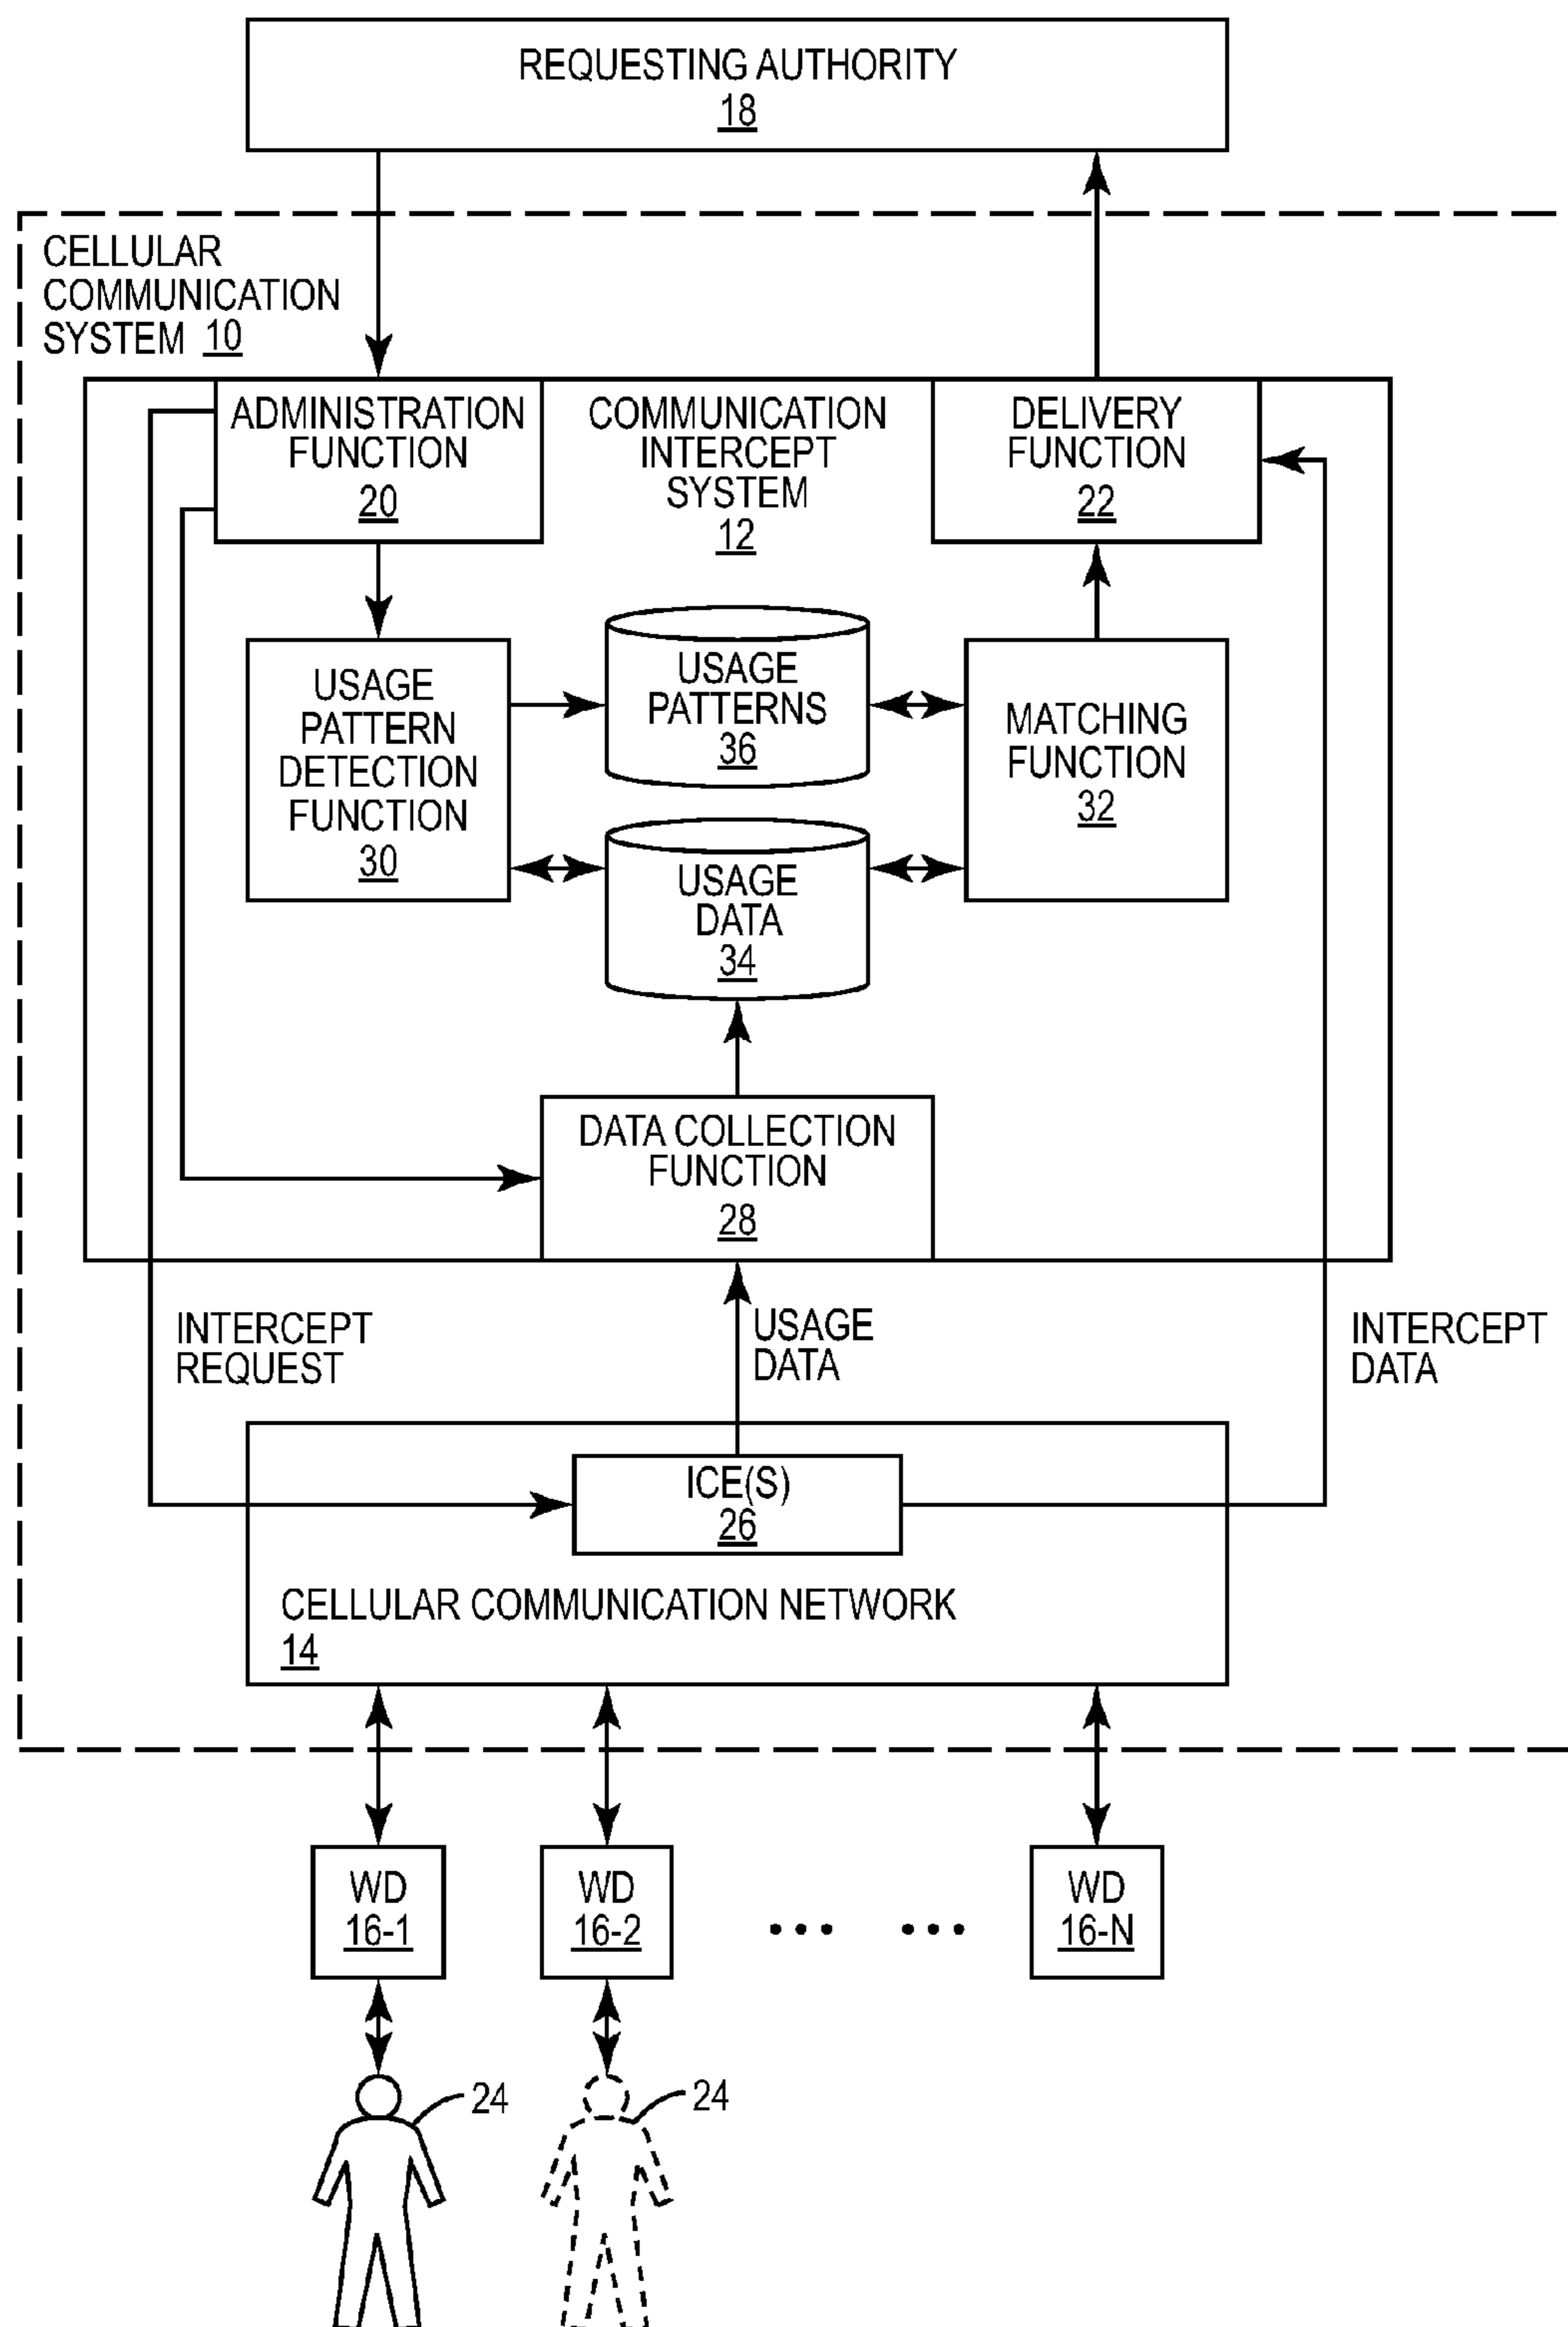 REQUESTING AUTHORITY
18
CELLULAR
COMMUNICATION
SYSTEM 10
ADMINISTRATION
FUNCTION
20
COMMUNICATION
INTERCEPT
SYSTEM
12
DELIVERY
FUNCTION
22
USAGE
PATTERN
DETECTION
FUNCTION
30
USAGE
PATTERNS
36
MATCHING
FUNCTION
32
USAGE
DATA
34
DATA COLLECTION
FUNCTION
28
INTERCEPT
REQUEST
USAGE
DATA
INTERCEPT
DATA
ICE(S)
26
CELLULAR COMMUNICATION NETWORK
14
WD
16-1
WD
16-2
... ...
WD
16-N
24
24